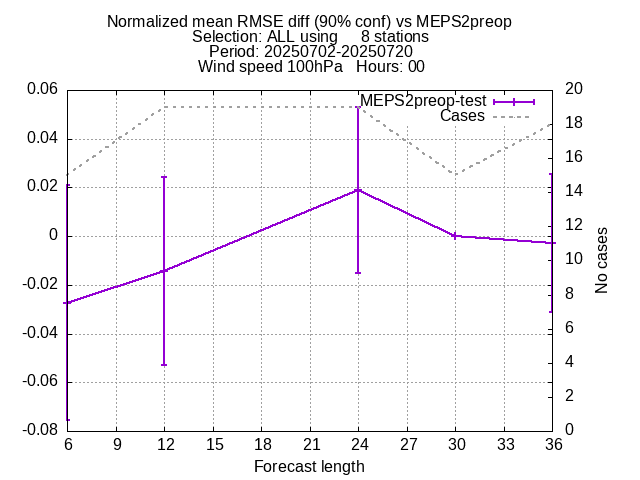 Normalized mean RMSE diff (90% conf) vs MEPS2preop
Selection: ALL using     8 stations
Period: 20250702-20250720
Wind speed 100hPa   Hours: 00
MEPS2preop-test
Cases
0.06
0.04
0.02
0
-0.02
-0.04
-0.06
-0.08
20
18
16
14
12
10
8
6
4
2
0
No cases
6 9 12 15 18 21 24 27 30 33 36
Forecast length